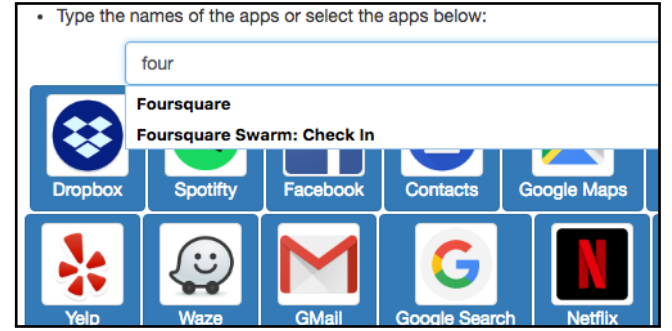 • Type the names of the apps or select the apps below:
four
Foursquare
Foursquare Swarm: Check In
Dropbox Spotifty Facebook Contacts Google Maps
Yelp Waze GMail Google Search Netflix